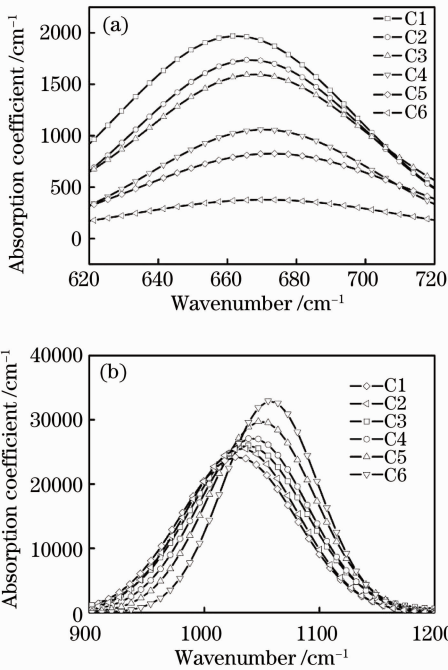 (a)
C1
C2
C3
C4
C5
C6
Absorption coefficient /cm⁻¹
2000
1500
1000
500
0
620 640 660 680 700 720
Wavenumber /cm⁻¹
(b)
C1
C2
C3
C4
C5
C6
Absorption coefficient /cm⁻¹
40000
30000
20000
10000
0
900 1000 1100 1200
Wavenumber /cm⁻¹